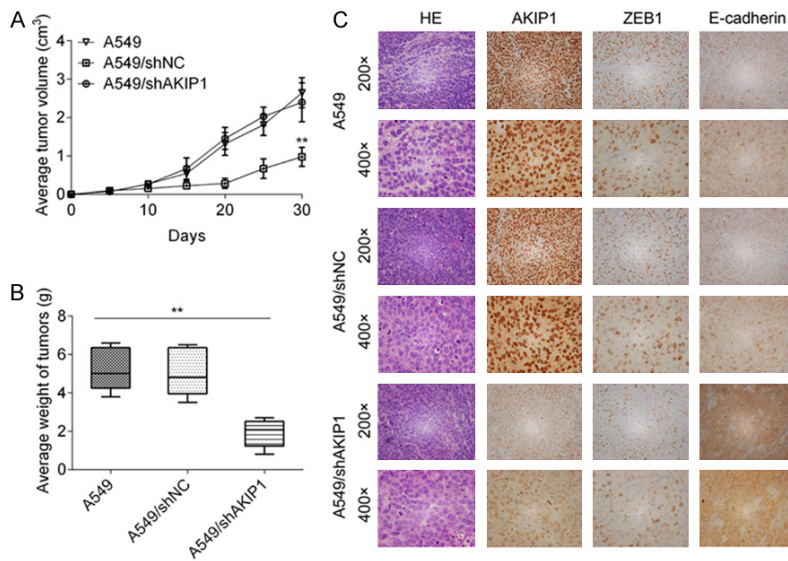 A
Average tumor volume (cm³)
4
3
2
1
0
A549
A549/shNC
A549/shAKIP1
**
0
10
20
30
Days
B
Average weight of tumors (g)
8
6
4
2
0
**
A549
A549/shNC
A549/shAKIP1
C
HE AKIP1 ZEB1 E-cadherin
A549
200×
400×
A549/shNC
200×
400×
A549/shAKIP1
200×
400×